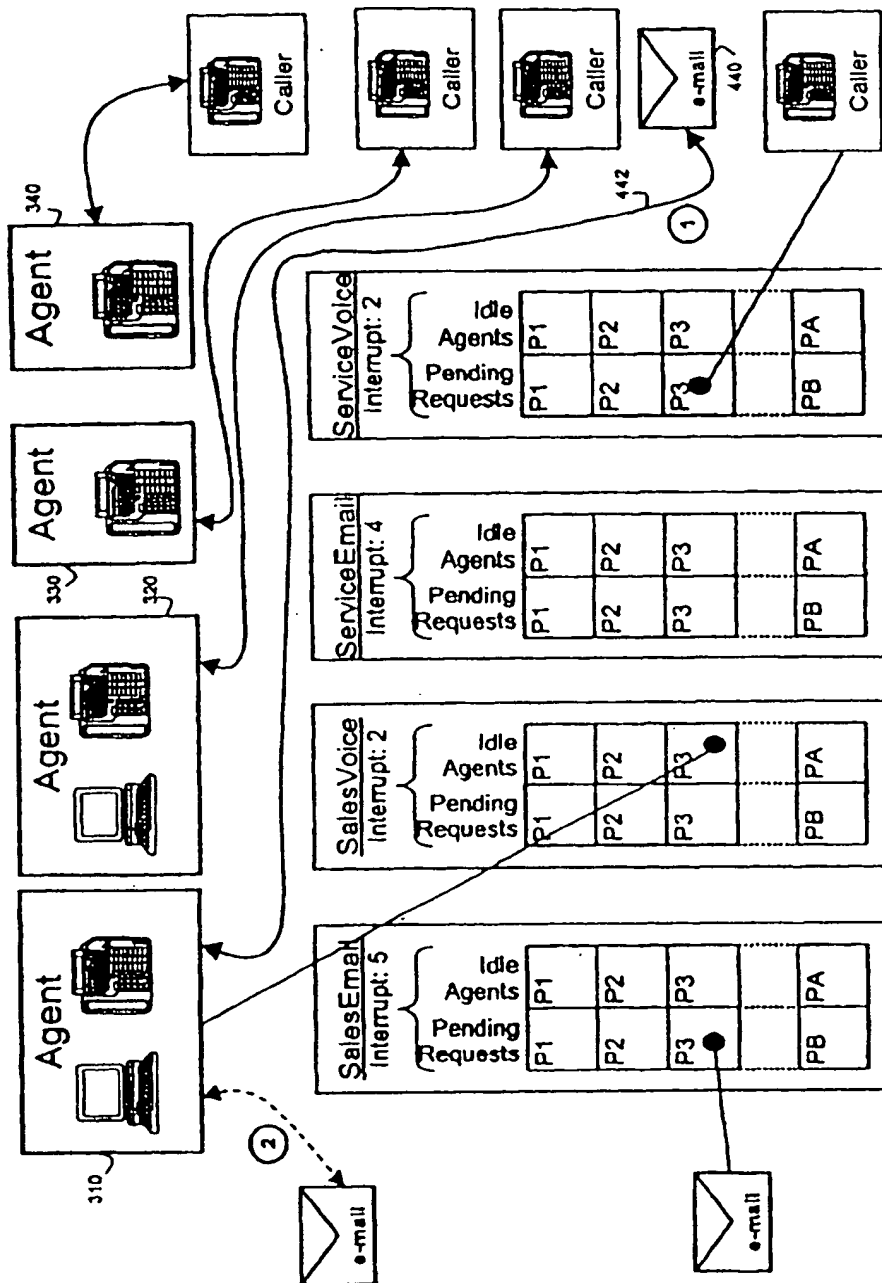 Agent
310
Agent
320
Agent
330
Agent
340
2
e-mail
Caller
Caller
Caller
e-mail
440
442
1
Caller
e-mail
SalesEmail
Interrupt: 5
Pending Requests
Idle Agents
P1
P1
P2
P2
P3
P3
PB
PA
SalesVoice
Interrupt: 2
Pending Requests
Idle Agents
P1
P1
P2
P2
P3
P3
PB
PA
ServiceEmail
Interrupt: 4
Pending Requests
Idle Agents
P1
P1
P2
P2
P3
P3
PB
PA
ServiceVoice
Interrupt: 2
Pending Requests
Idle Agents
P1
P1
P2
P2
P3
P3
PB
PA